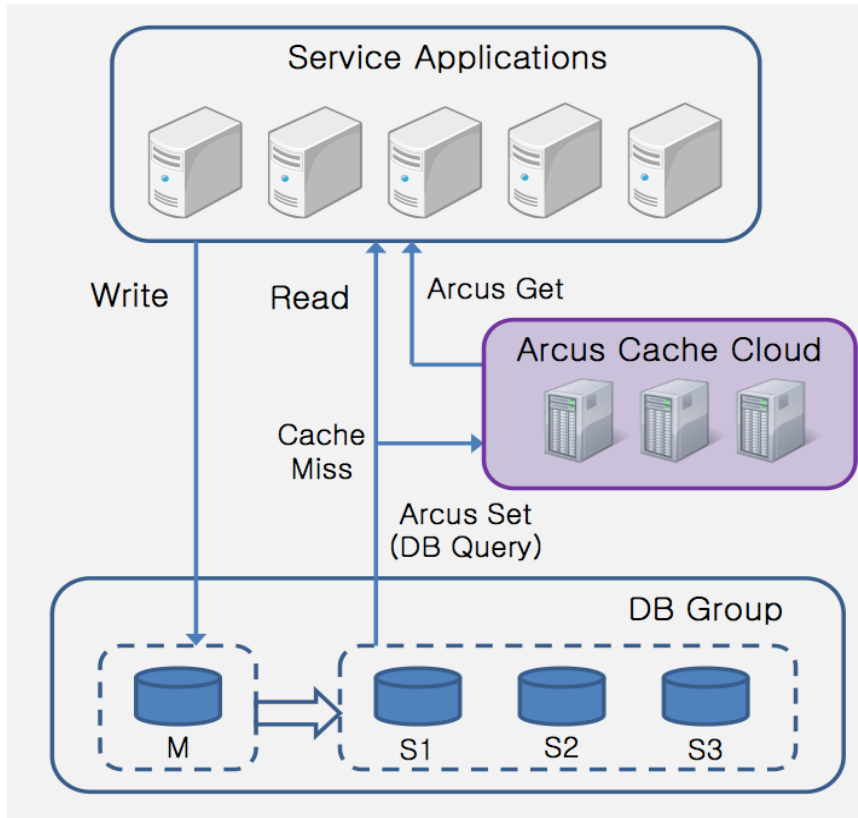 Service Applications
Write
Read
Arcus Get
Arcus Cache Cloud
Cache
Miss
Arcus Set
(DB Query)
DB Group
M
S1
S2
S3